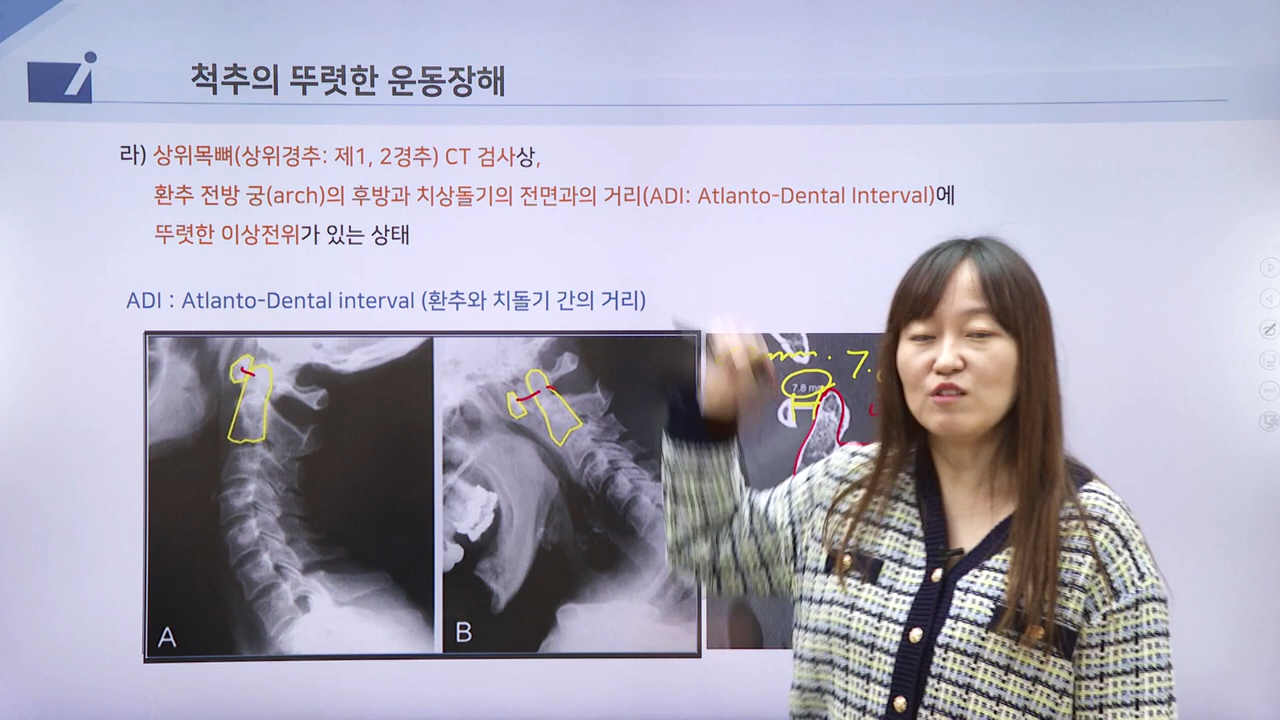 척추의 뚜렷한 운동장해
라) 상위목뼈(상위경추: 제1, 2경추) CT 검사상,
환추 전방 궁(arch)의 후방과 치상돌기의 전면과의 거리(ADI: Atlanto-Dental Interval)에
뚜렷한 이상전위가 있는 상태
ADI : Atlanto-Dental interval (환추와 치돌기 간의 거리)
7.
7.8 mm
A
B